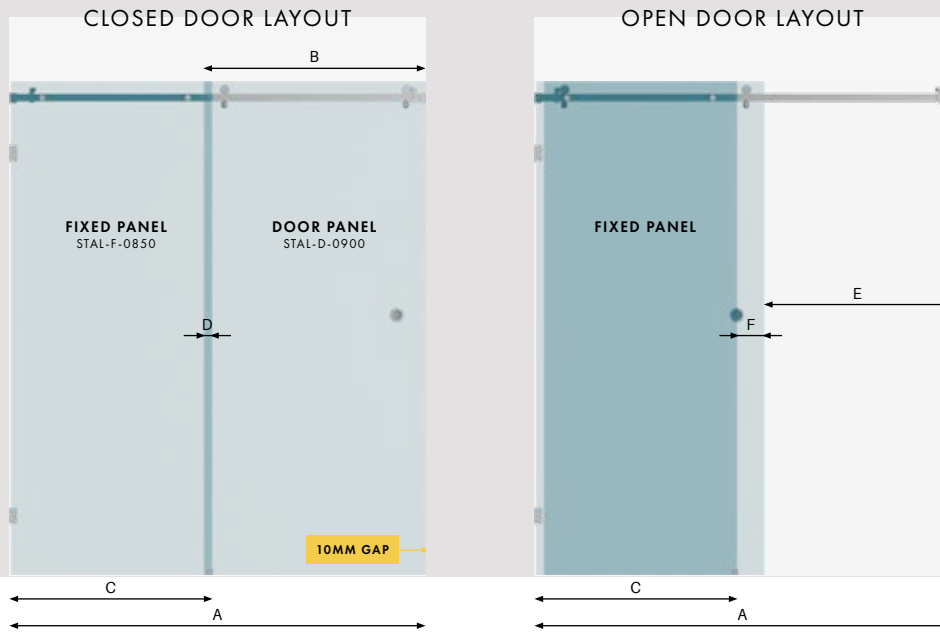 CLOSED DOOR LAYOUT
OPEN DOOR LAYOUT
B
FIXED PANEL
STAL-F-0850
DOOR PANEL
STAL-D-0900
FIXED PANEL
E
D
F
10MM GAP
C
C
A
A